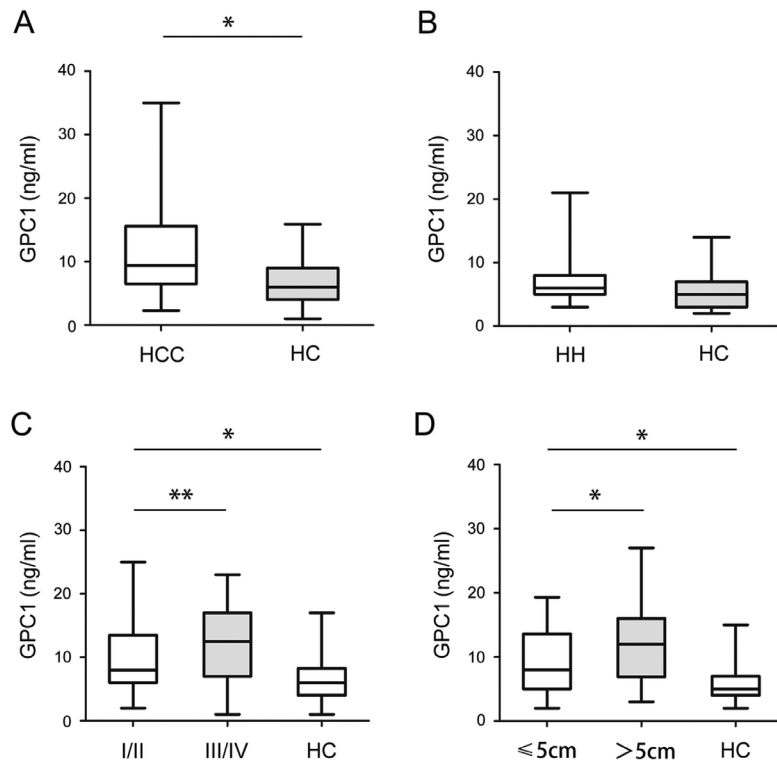 A
*
GPC1 (ng/ml)
40
30
20
10
0
HCC
HC
B
GPC1 (ng/ml)
40
30
20
10
0
HH
HC
C
*
**
GPC1 (ng/ml)
40
30
20
10
0
I/II
III/IV
HC
D
*
*
GPC1 (ng/ml)
40
30
20
10
0
⩽5cm
>5cm
HC